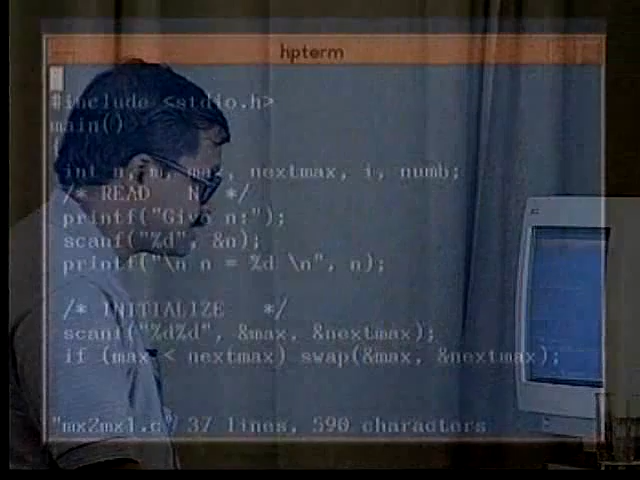 hpterm
#include <stdio.h>
main()
{
int n, m, max, nextmax, i, numb;
/* READ N */
printf("Give n:");
scanf("%d", &n);
printf("\n n = %d \n", n);
/* INITIALIZE */
scanf("%d%d", &max, &nextmax);
if (max < nextmax) swap(&max, &nextmax);
"mx2mx1.c" 37 lines, 590 characters